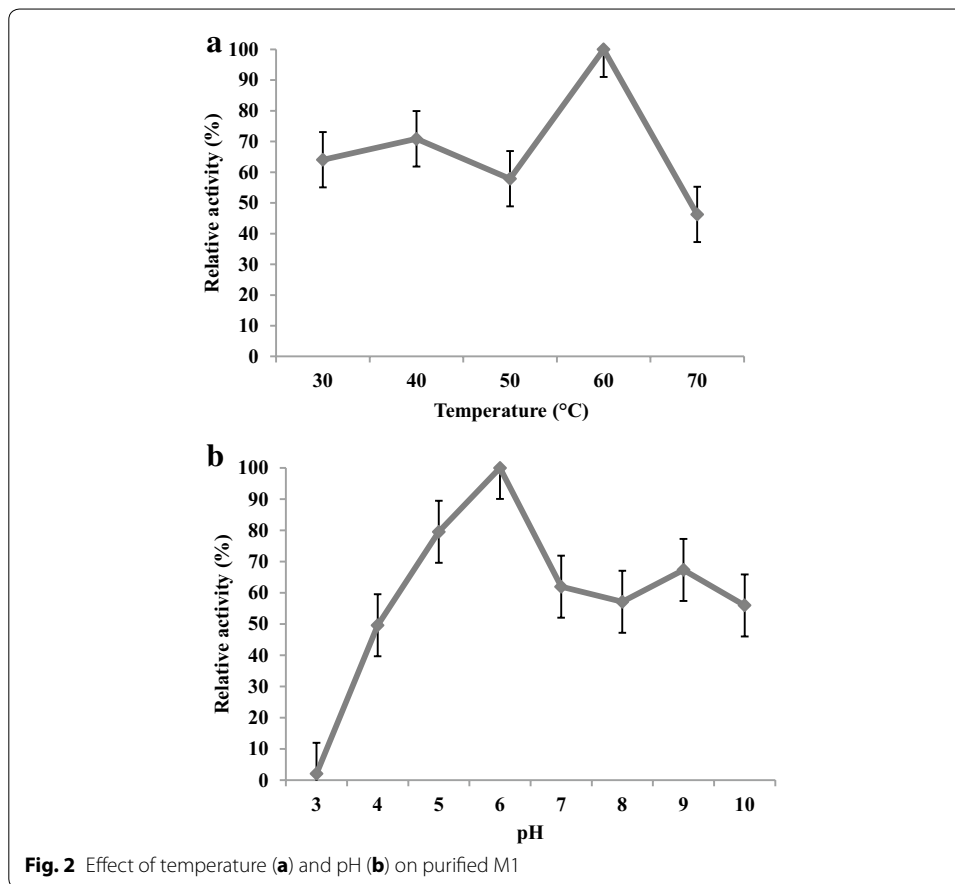 a
100
90
80
70
60
50
40
30
20
10
0
Relative activity (%)
30 40 50 60 70
Temperature (°C)
b
100
90
80
70
60
50
40
30
20
10
0
Relative activity (%)
3 4 5 6 7 8 9 10
pH
Fig. 2 Effect of temperature (a) and pH (b) on purified M1